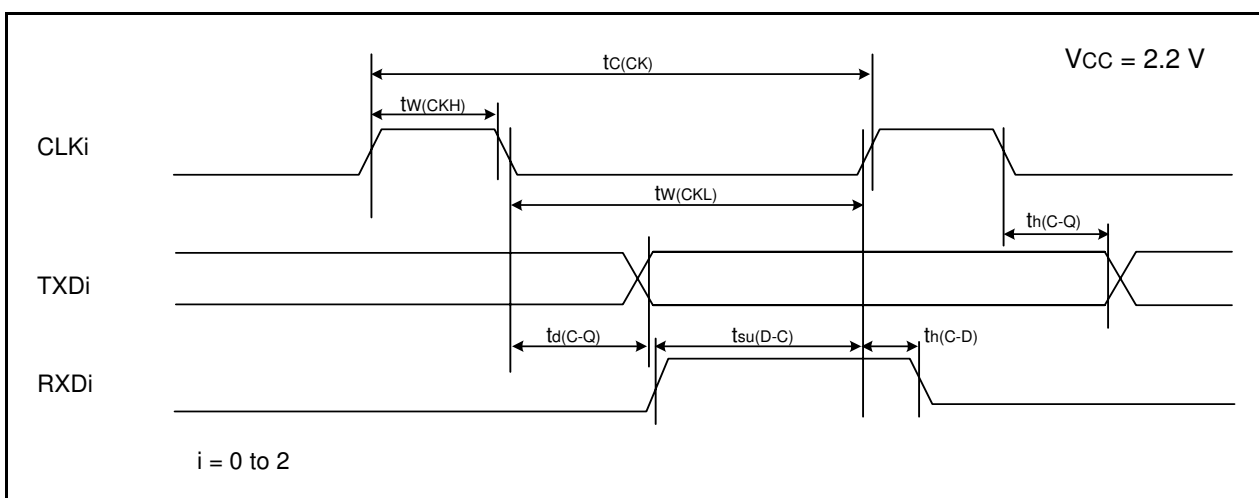 tC(CK)
VCC = 2.2 V
tW(CKH)
CLKi
tW(CKL)
th(C-Q)
TXDi
td(C-Q)
tsu(D-C)
th(C-D)
RXDi
i = 0 to 2